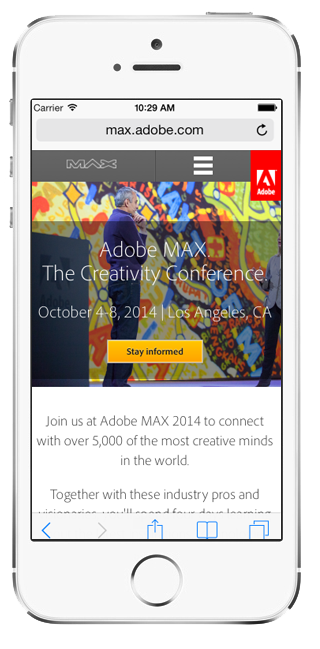 Carrier 10:29 AM
max.adobe.com
MAX
Adobe
Adobe MAX
The Creativity Conference.
October 4-8, 2014 | Los Angeles, CA
Stay informed
Join us at Adobe MAX 2014 to connect
with over 5,000 of the most creative minds
in the world.
Together with these industry pros and
visionaries, you'll spend four days learning